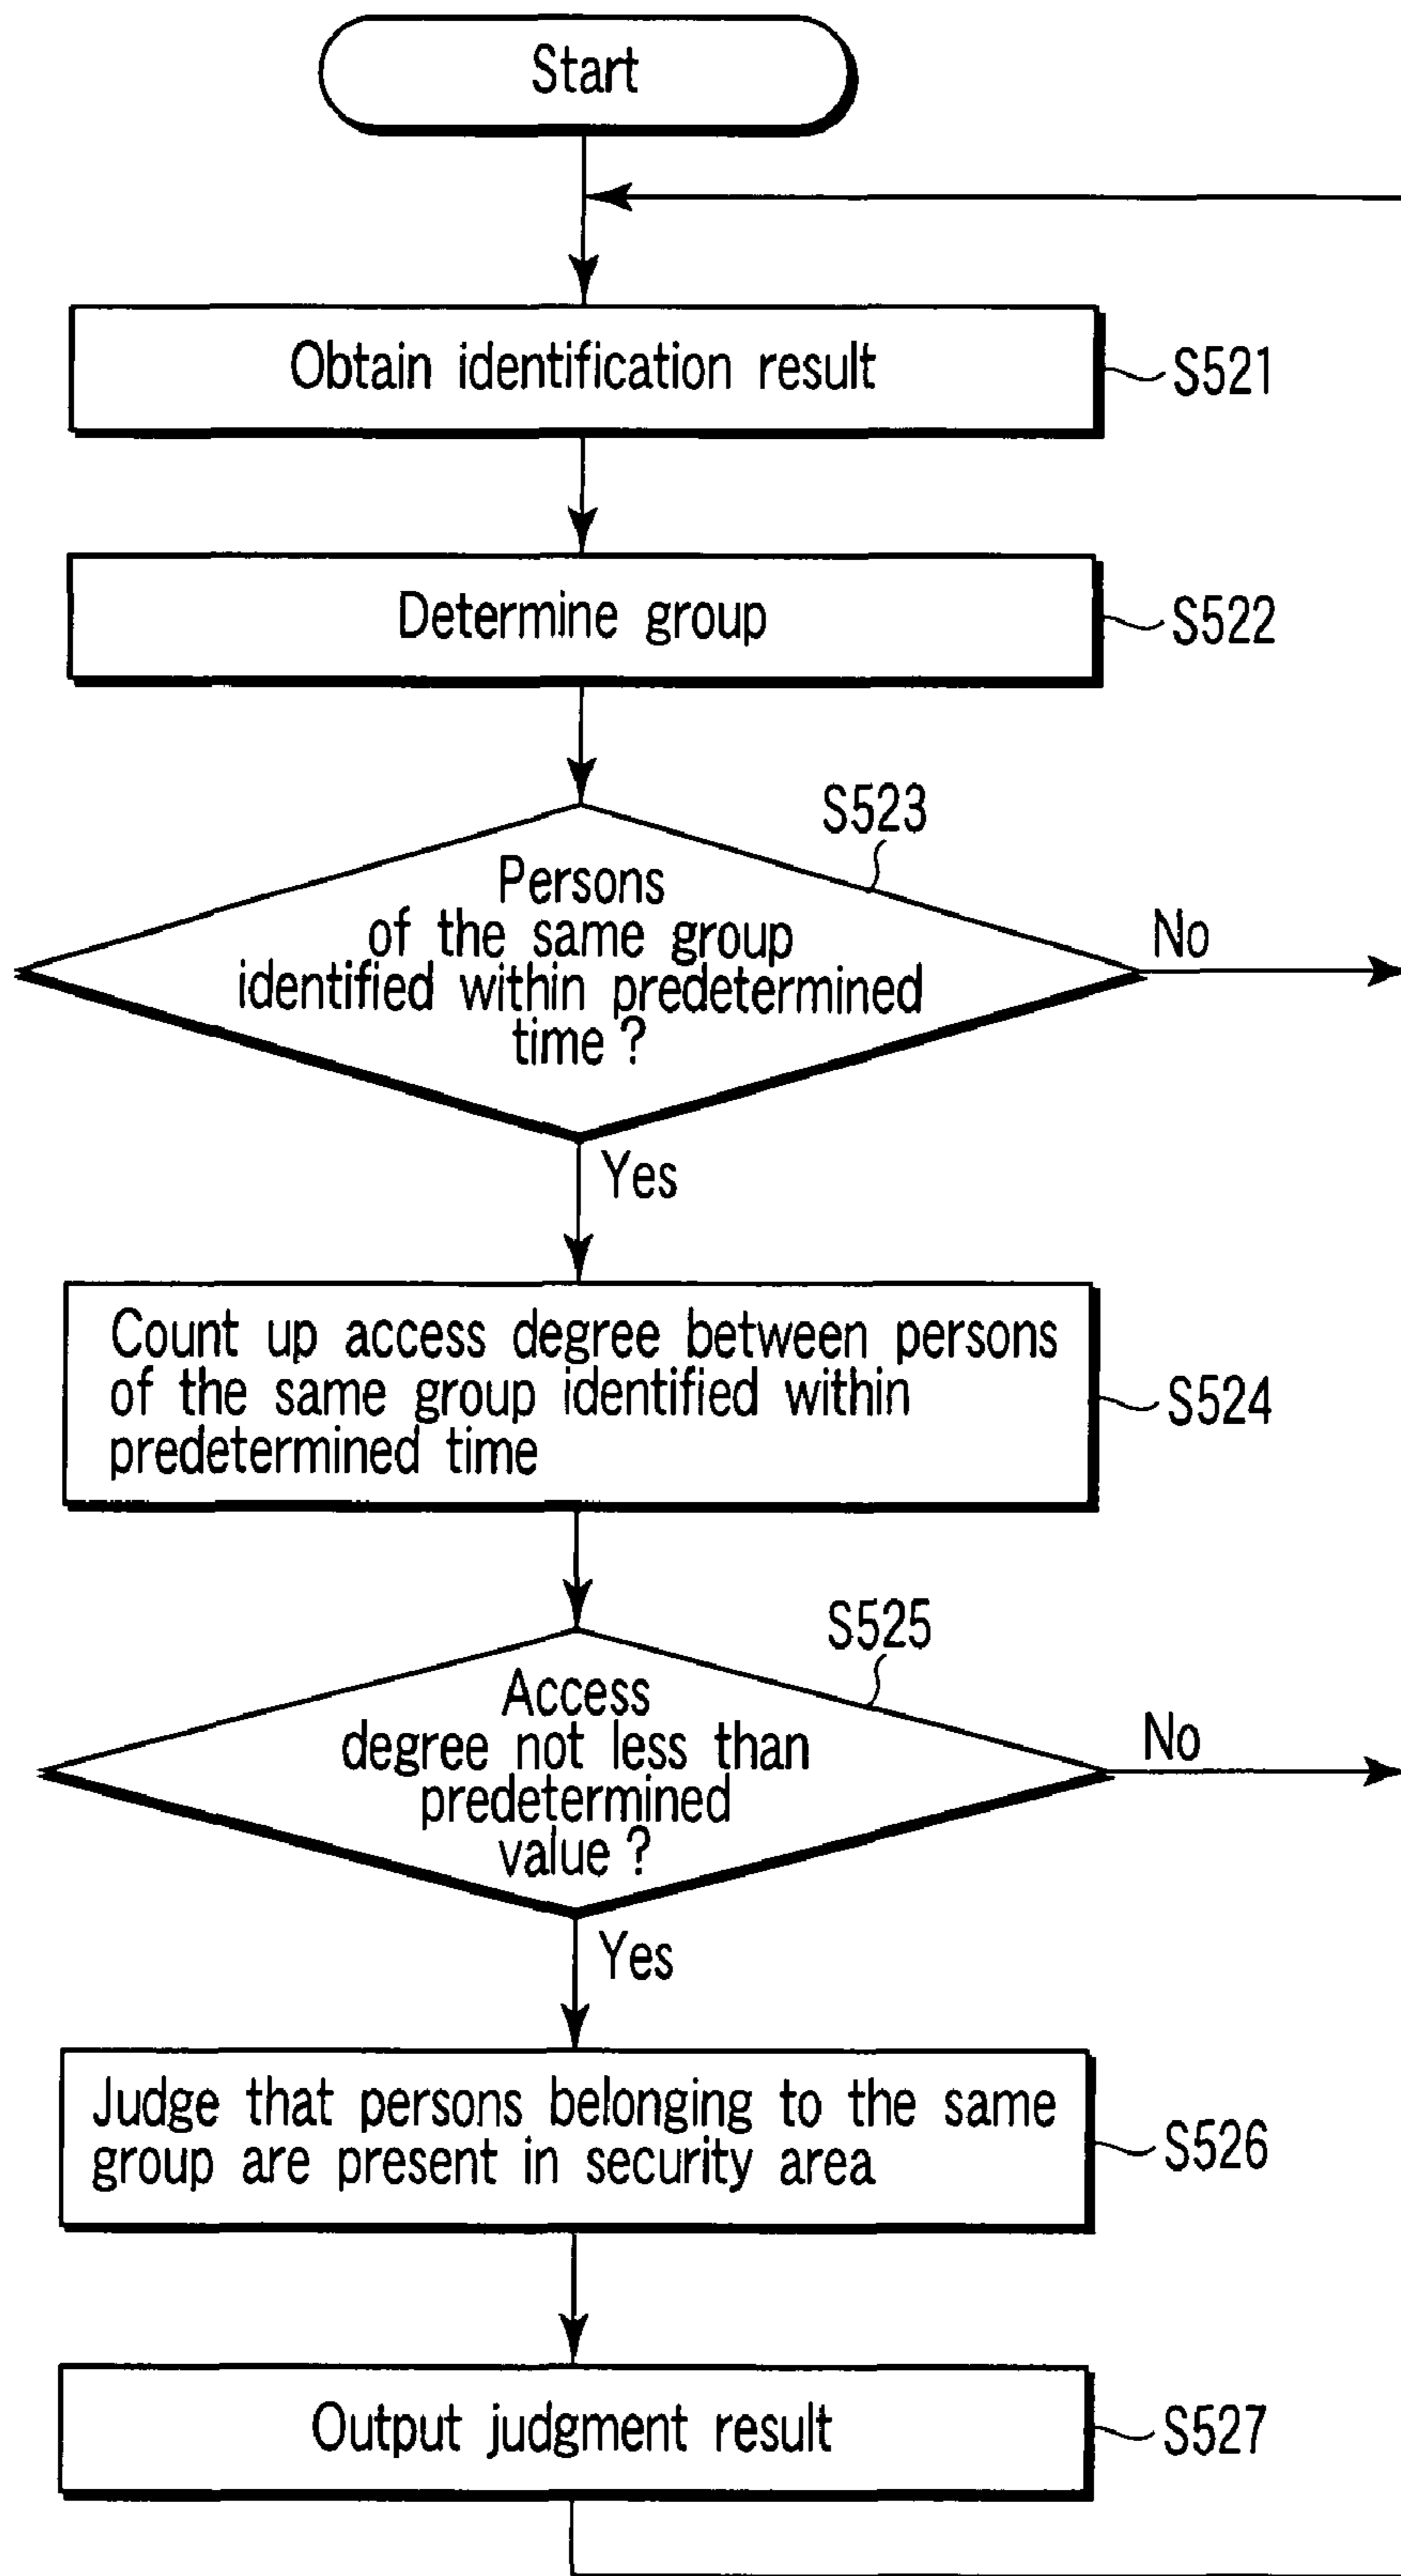 Start
Obtain identification result
S521
Determine group
S522
S523
Persons
of the same group
identified within predetermined
time ?
No
Yes
Count up access degree between persons
of the same group identified within
predetermined time
S524
S525
Access
degree not less than
predetermined
value ?
No
Yes
Judge that persons belonging to the same
group are present in security area
S526
Output judgment result
S527